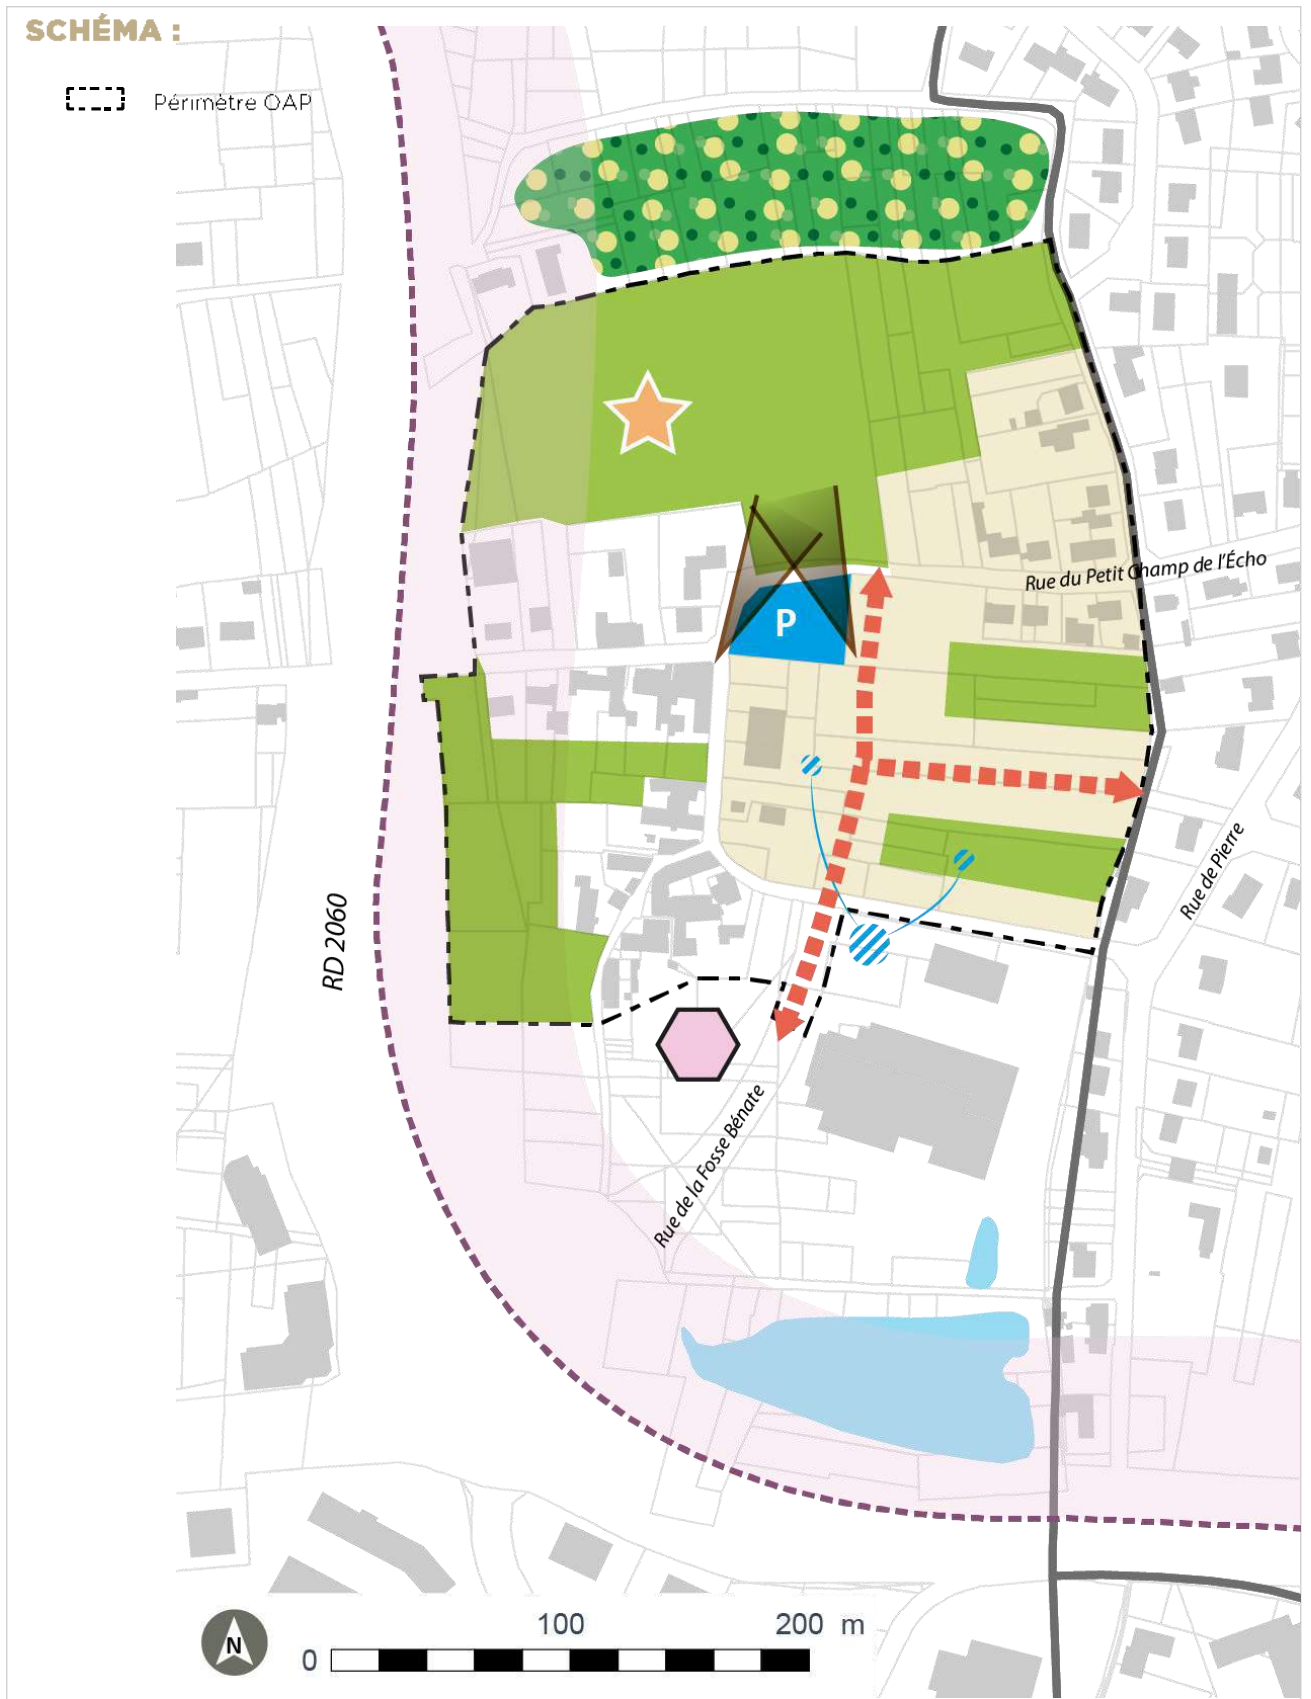 SCHÉMA :
Périmètre OAP
P
Rue du Petit Champ de l'Écho
Rue de Pierre
RD 2060
Rue de la Fosse Bénate
N
0 100 200 m